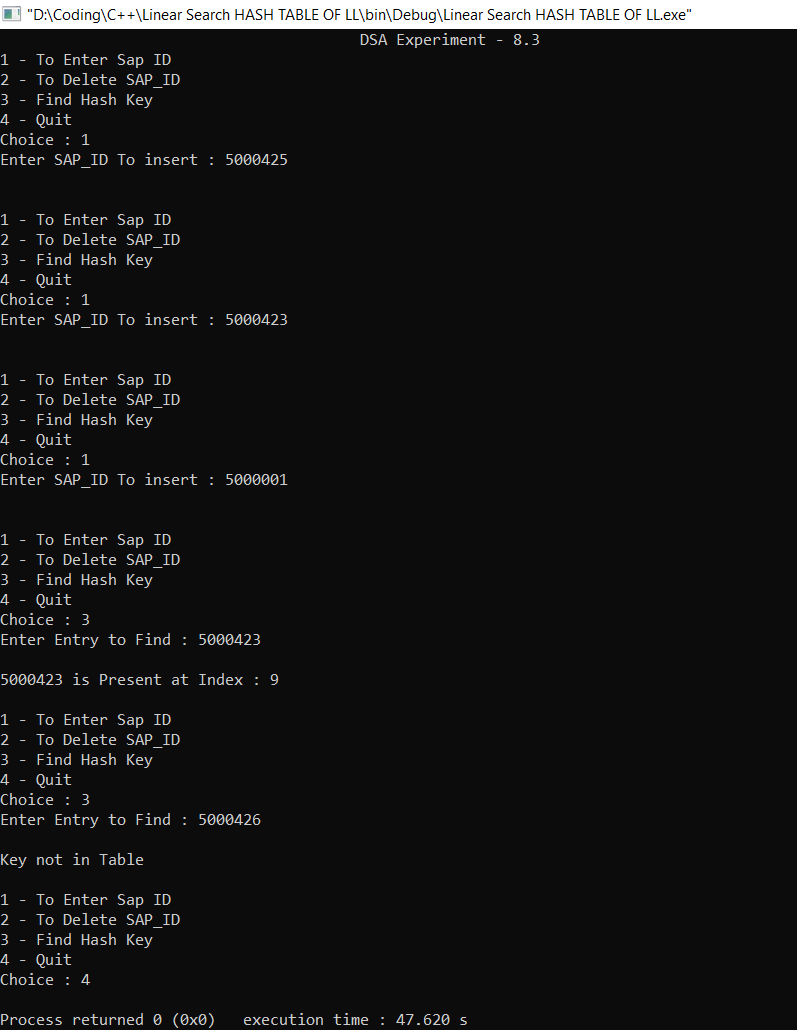 "D:\Coding\C++\Linear Search HASH TABLE OF LL\bin\Debug\Linear Search HASH TABLE OF LL.exe"
DSA Experiment - 8.3
1 - To Enter Sap ID
2 - To Delete SAP_ID
3 - Find Hash Key
4 - Quit
Choice : 1
Enter SAP_ID To insert : 5000425
1 - To Enter Sap ID
2 - To Delete SAP_ID
3 - Find Hash Key
4 - Quit
Choice : 1
Enter SAP_ID To insert : 5000423
1 - To Enter Sap ID
2 - To Delete SAP_ID
3 - Find Hash Key
4 - Quit
Choice : 1
Enter SAP_ID To insert : 5000001
1 - To Enter Sap ID
2 - To Delete SAP_ID
3 - Find Hash Key
4 - Quit
Choice : 3
Enter Entry to Find : 5000423
5000423 is Present at Index : 9
1 - To Enter Sap ID
2 - To Delete SAP_ID
3 - Find Hash Key
4 - Quit
Choice : 3
Enter Entry to Find : 5000426
Key not in Table
1 - To Enter Sap ID
2 - To Delete SAP_ID
3 - Find Hash Key
4 - Quit
Choice : 4
Process returned 0 (0x0)   execution time : 47.620 s